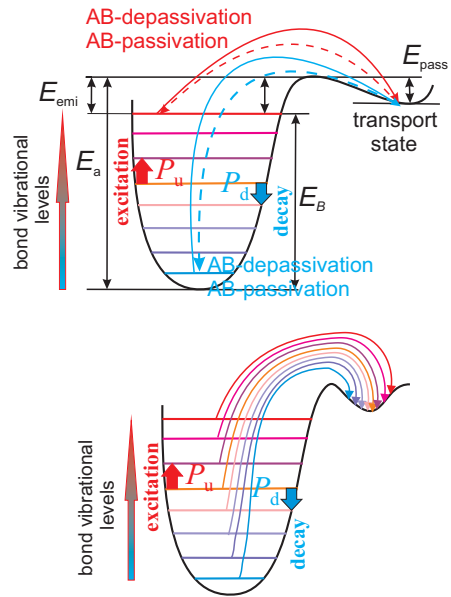 AB-depassivation
AB-passivation
E_pass
E_emi
transport
state
E_a
excitation
P_u
P_d
decay
E_B
bond vibrational
levels
AB-depassivation
AB-passivation
bond vibrational
levels
excitation
P_u
P_d
decay